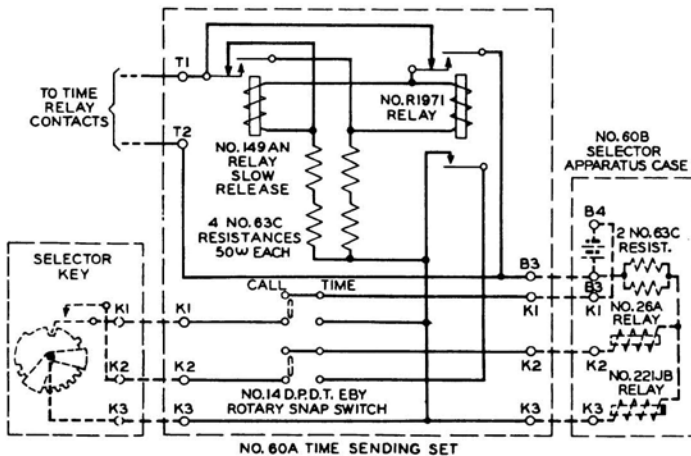 T1
TO TIME
RELAY
CONTACTS
T2
NO.R1971
RELAY
NO.149AN
RELAY
SLOW
RELEASE
4 NO.63C
RESISTANCES
50W EACH
NO.60B
SELECTOR
APPARATUS CASE
B4
2 NO.63C
RESIST.
SELECTOR
KEY
CALL
TIME
B3
B3
K1
K1
K1
K1
NO.26A
RELAY
K2
K2
K2
K2
NO.14 D.P.D.T. EBY
ROTARY SNAP SWITCH
NO.221JB
RELAY
K3
K3
K3
K3
NO.60A TIME SENDING SET